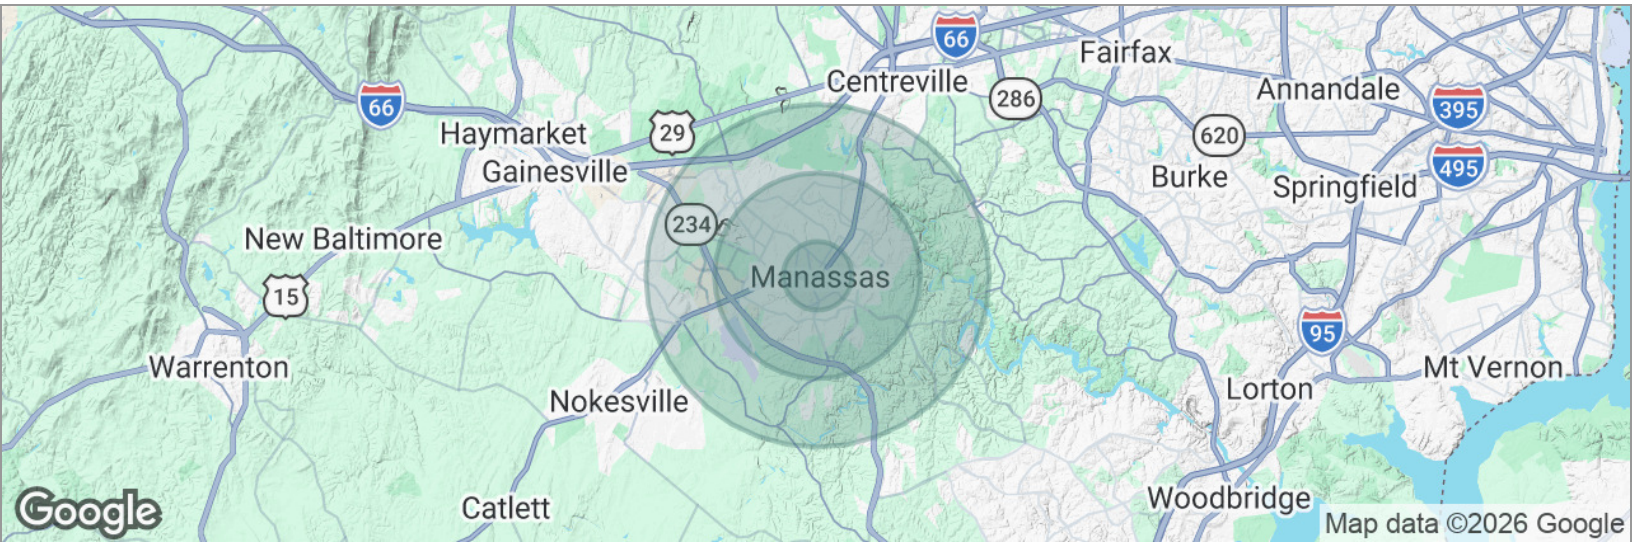 66
Fairfax
Centreville
Annandale
66
286
395
29
Haymarket
620
Gainesville
495
Burke
Springfield
234
New Baltimore
Manassas
15
95
Warrenton
Mt Vernon
Lorton
Nokesville
Woodbridge
Catlett
Google
Map data ©2026 Google